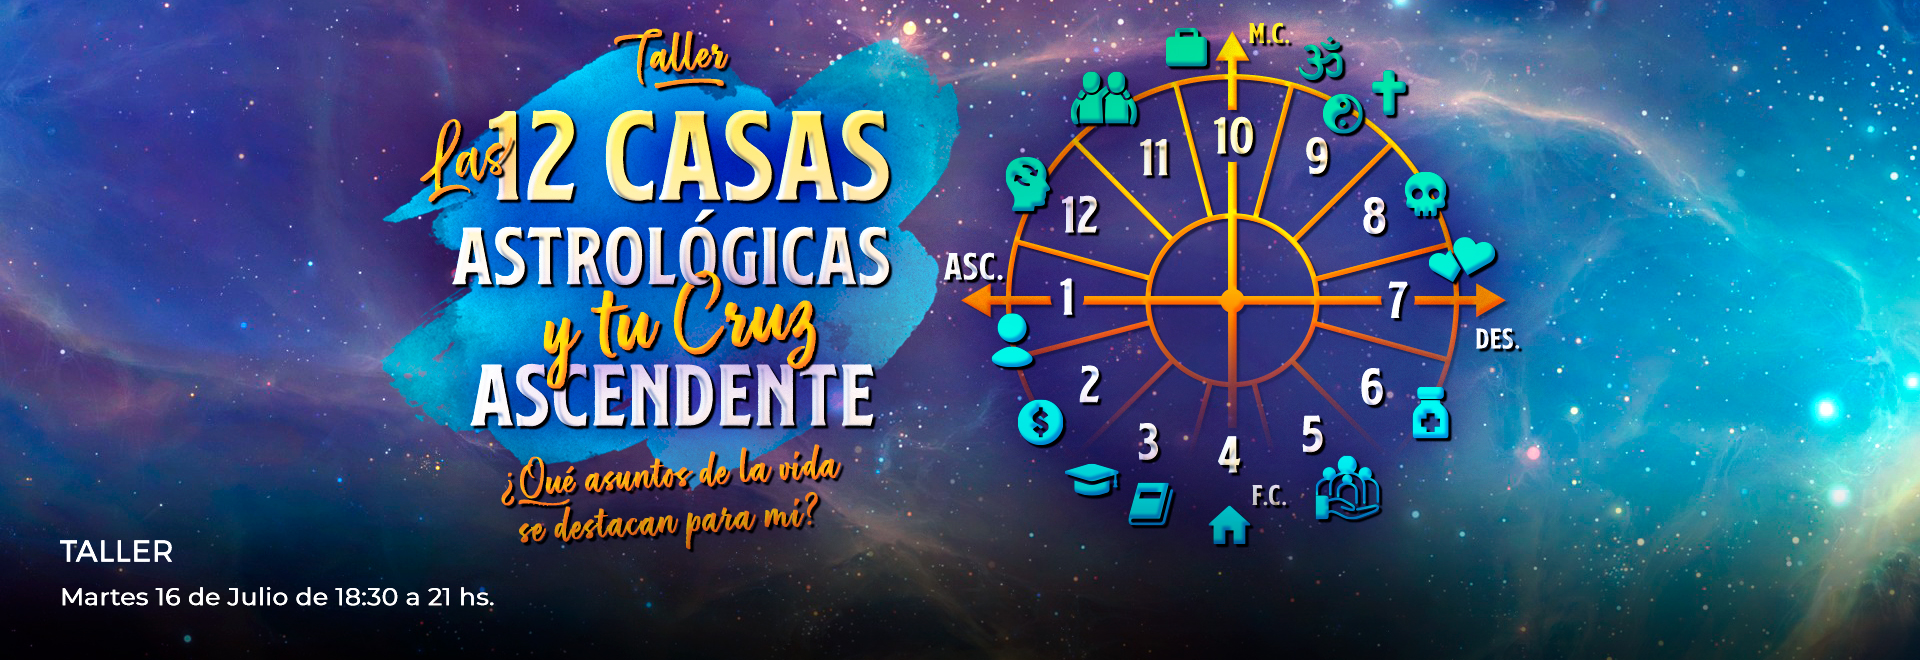 Taller
Las 12 CASAS
ASTROLÓGICAS
y tu Cruz
ASCENDENTE
¿Qué asuntos de la vida
se destacan para mi?
TALLER
Martes 16 de Julio de 18:30 a 21 hs.
M.C.
10
11
9
12
8
ASC.
1
7
DES.
2
6
3
4
5
F.C.
$